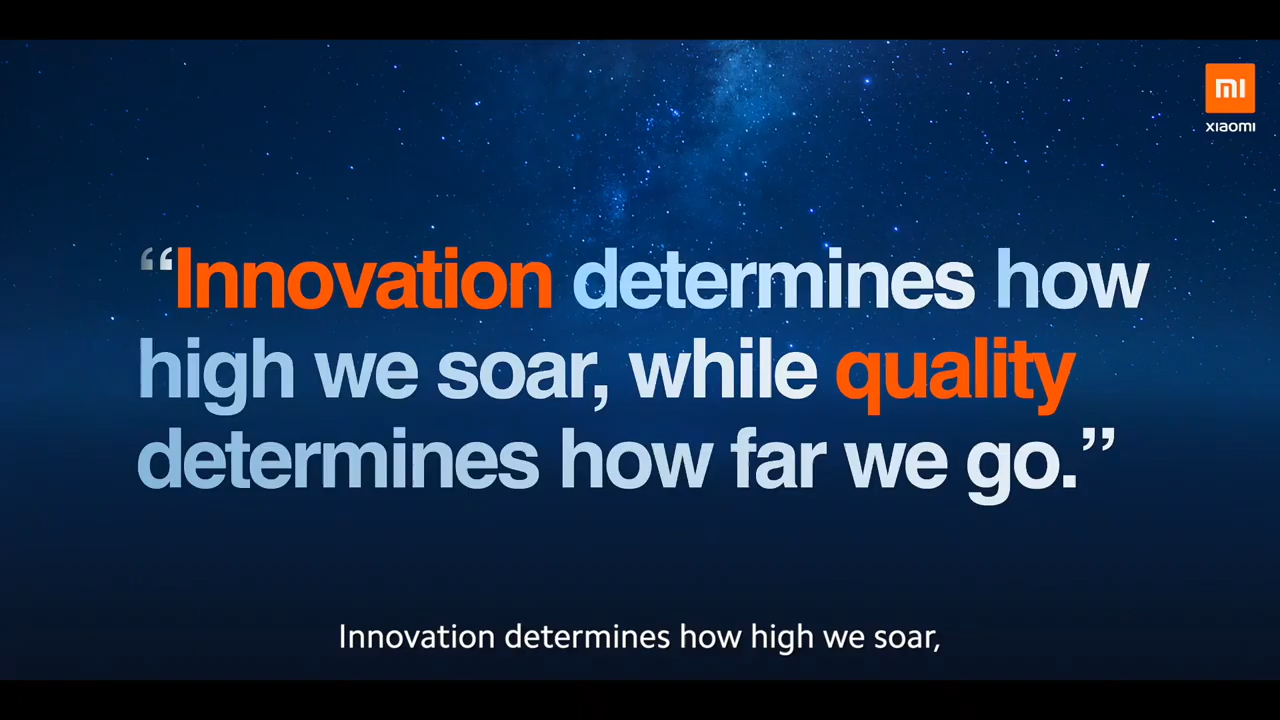 mi
xiaomi
“Innovation determines how
high we soar, while quality
determines how far we go.”
Innovation determines how high we soar,